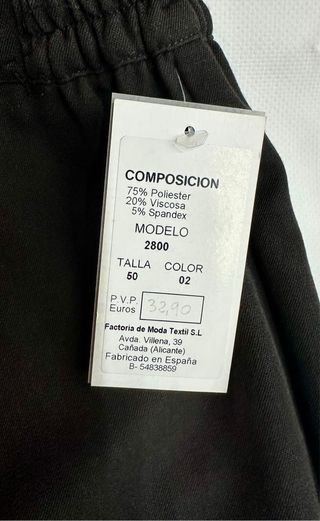 COMPOSICION
75% Poliester
20% Viscosa
5% Spandex
MODELO
2800
TALLA COLOR
50 02
P.V.P. 32,90
Euros
Factoria de Moda Textil S.L
Avda. Villena, 39
Cañada (Alicante)
Fabricado en España
B- 54838859